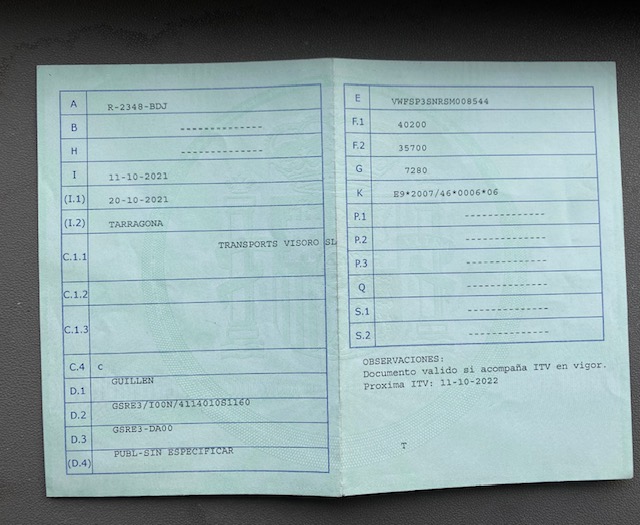 A R-2348-BDJ
B -------------
H -------------
I 11-10-2021
(I.1) 20-10-2021
(I.2) TARRAGONA
C.1.1 TRANSPORTS VISORO SL
C.1.2
C.1.3
C.4 c
D.1 GUILLEN
D.2 GSRE3/I00N/4114010S1160
D.3 GSRE3-DA00
(D.4) PUBL-SIN ESPECIFICAR
E VWFSP3SNRSM008544
F.1 40200
F.2 35700
G 7280
K E9*2007/46*0006*06
P.1 -------------
P.2 -------------
P.3 -------------
Q -------------
S.1 -------------
S.2 -------------
OBSERVACIONES:
Documento valido si acompaña ITV en vigor.
Proxima ITV: 11-10-2022
T